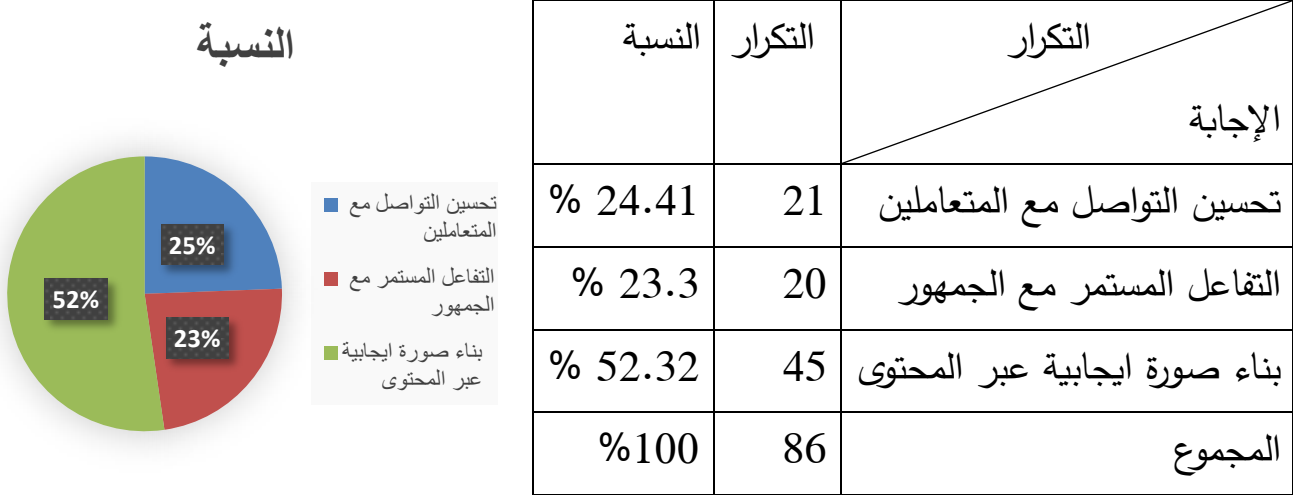 النسبة
25%
23%
52%
تحسين التواصل مع
المتعاملين
التفاعل المستمر مع
الجمهور
بناء صورة ايجابية
عبر المحتوى
التكرار التكرار النسبة
الإجابة
تحسين التواصل مع المتعاملين 21 24.41 %
التفاعل المستمر مع الجمهور 20 23.3 %
بناء صورة ايجابية عبر المحتوى 45 52.32 %
المجموع 86 100%